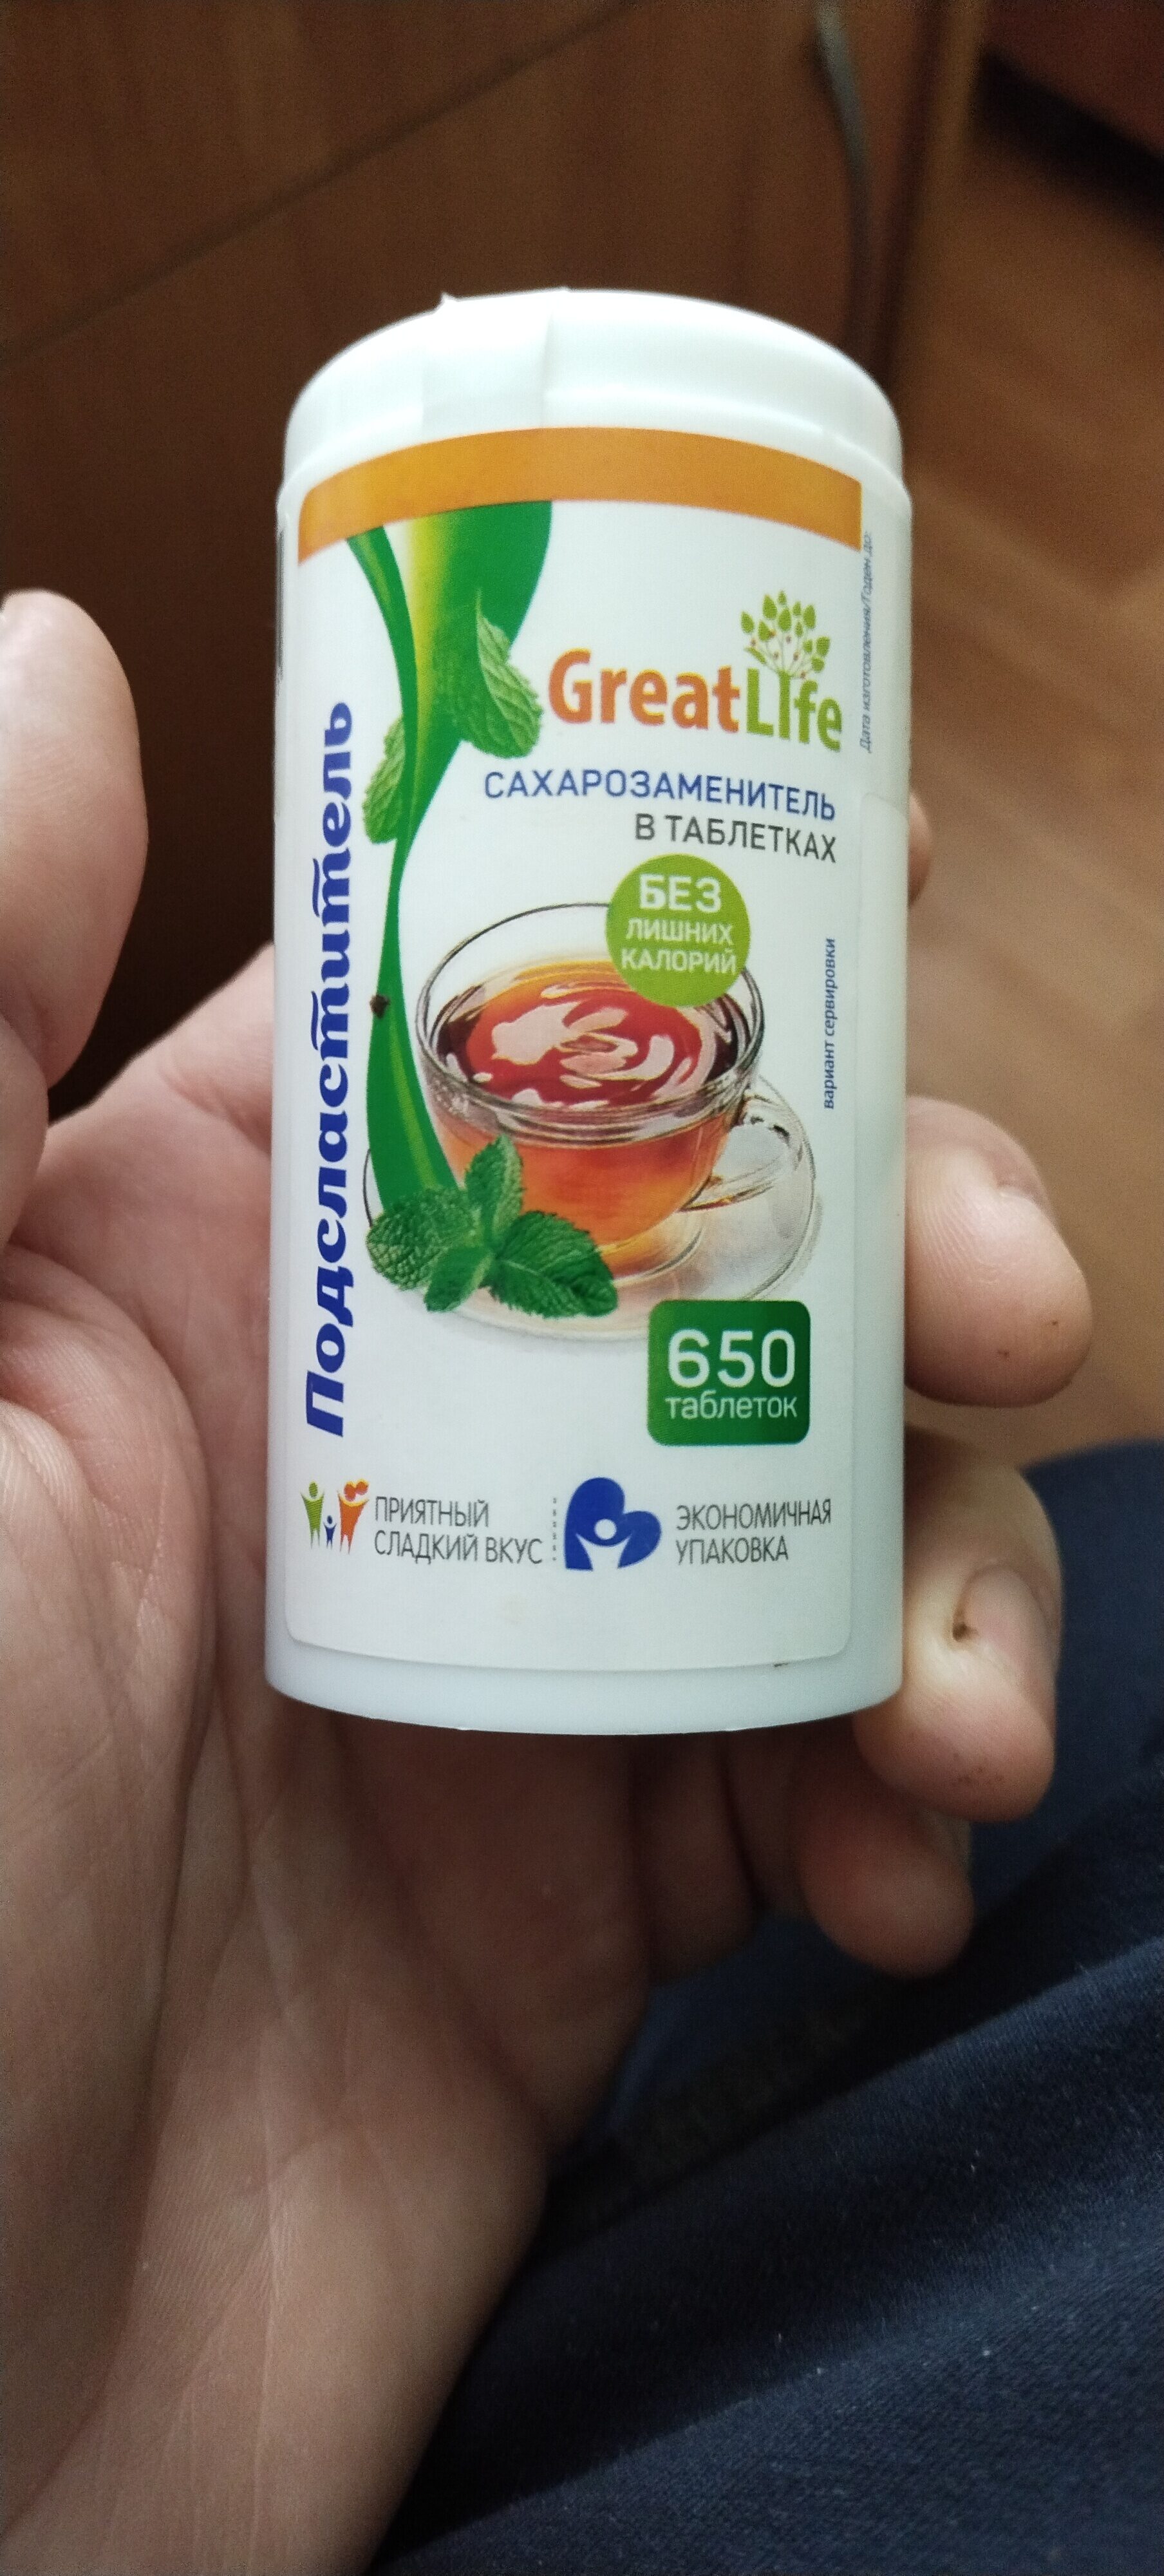 GreatLife
САХАРОЗАМЕНИТЕЛЬ
В ТАБЛЕТКАХ
БЕЗ
ЛИШНИХ
КАЛОРИЙ
Подсластитель
вариант сервировки
Дата изготовления/Годен до:
650
таблеток
ПРИЯТНЫЙ
СЛАДКИЙ ВКУС
ЭКОНОМИЧНАЯ
УПАКОВКА